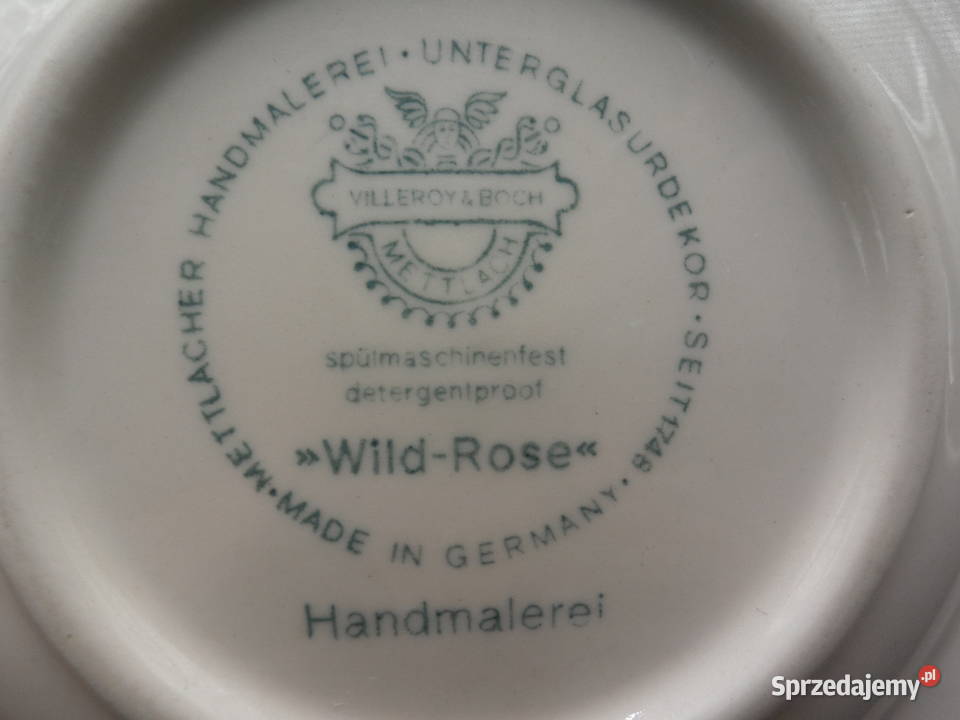 METTLACHER HANDMALEREI · UNTERGLASURDEKOR · SEIT 1748 · MADE IN GERMANY ·
VILLEROY & BOCH
METTLACH
spülmaschinenfest
detergentproof
»Wild-Rose«
Handmalerei
Sprzedajemy.pl